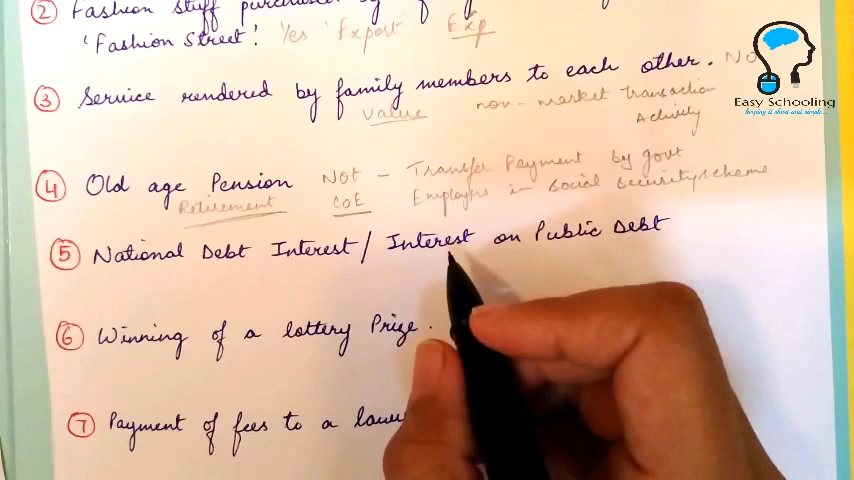 ② Fashion stuff purchased by
'Fashion Street'. Yes 'Export Exp
③ Service rendered by family members to each other. No
value non-market transaction
Activity
④ Old age Pension Not - Transfer Payment by govt
Retirement COE Employers in social security scheme
⑤ National Debt Interest/ Interest on Public Debt
⑥ Winning of a lottery Prize.
⑦ Payment of fees to a
Easy Schooling